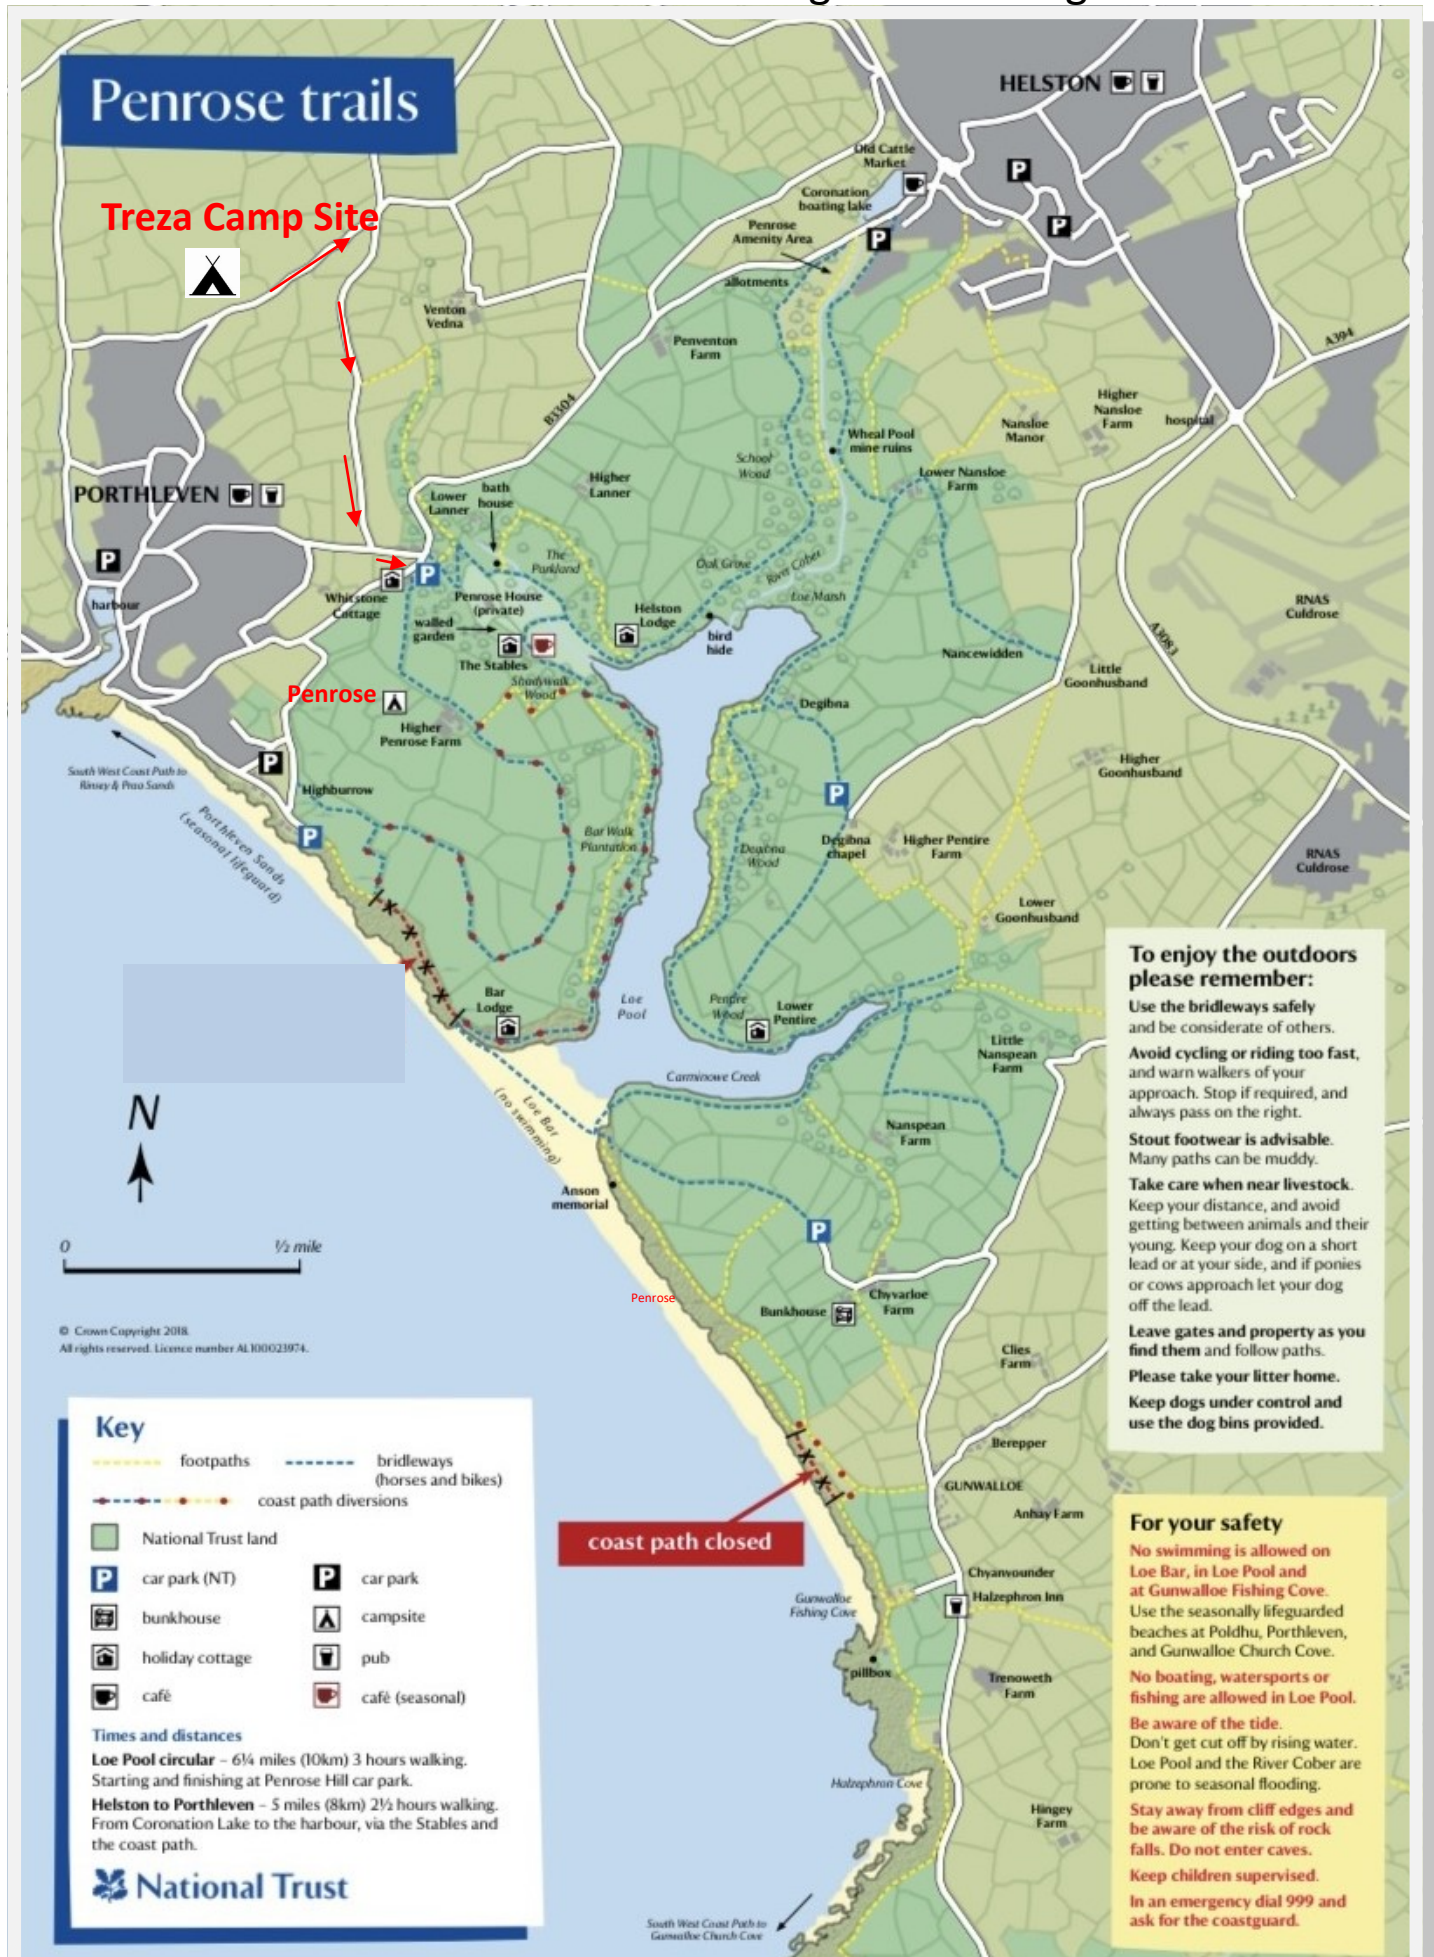 Penrose trails
HELSTON
Old Cattle
Market
Coronation
boating lake
Penrose
Amenity Area
allotments
Treza Camp Site
Venton
Vedna
Penventon
Farm
B3304
A394
Higher
Nansloe
Farm
hospital
Nansloe
Manor
Wheal Pool
mine ruins
School
Wood
Lower Nansloe
Farm
PORTHLEVEN
Lower
Lanner
bath
house
Higher
Lanner
The
Parkland
Oak Grove
River Cober
Loe Marsh
harbour
Whitstone
Cottage
Penrose House
(private)
walled
garden
Helston
Lodge
bird
hide
The Stables
Shadywalk
Wood
Nancewidden
RNAS
Culdrose
A3083
Little
Goonhusband
Penrose
Higher
Penrose Farm
Degibna
South West Coast Path to
Rinsey & Praa Sands
Highburrow
Higher
Goonhusband
Porthleven Sands
(seasonal lifeguard)
Bar Walk
Plantation
Degibna
Wood
Degibna
chapel
Higher Pentire
Farm
RNAS
Culdrose
Lower
Goonhusband
Bar
Lodge
Loe
Pool
Pentire
Wood
Lower
Pentire
Little
Nanspean
Farm
Carminowe Creek
Loe Bar
(no swimming)
Nanspean
Farm
N
Anson
memorial
0 ½ mile
Penrose
Bunkhouse
Chyvarloe
Farm
© Crown Copyright 2018.
All rights reserved. Licence number AL100023974.
Clies
Farm
Berepper
GUNWALLOE
Anhay Farm
coast path closed
Chyanvounder
Halzephron Inn
Gunwalloe
Fishing Cove
pillbox
Trenoweth
Farm
Halzephron Cove
Hingey
Farm
South West Coast Path to
Gunwalloe Church Cove
To enjoy the outdoors
please remember:
Use the bridleways safely
and be considerate of others.
Avoid cycling or riding too fast,
and warn walkers of your
approach. Stop if required, and
always pass on the right.
Stout footwear is advisable.
Many paths can be muddy.
Take care when near livestock.
Keep your distance, and avoid
getting between animals and their
young. Keep your dog on a short
lead or at your side, and if ponies
or cows approach let your dog
off the lead.
Leave gates and property as you
find them and follow paths.
Please take your litter home.
Keep dogs under control and
use the dog bins provided.
For your safety
No swimming is allowed on
Loe Bar, in Loe Pool and
at Gunwalloe Fishing Cove.
Use the seasonally lifeguarded
beaches at Poldhu, Porthleven,
and Gunwalloe Church Cove.
No boating, watersports or
fishing are allowed in Loe Pool.
Be aware of the tide.
Don't get cut off by rising water.
Loe Pool and the River Cober are
prone to seasonal flooding.
Stay away from cliff edges and
be aware of the risk of rock
falls. Do not enter caves.
Keep children supervised.
In an emergency dial 999 and
ask for the coastguard.
Key
footpaths
bridleways
(horses and bikes)
coast path diversions
National Trust land
P car park (NT)
P car park
bunkhouse
campsite
holiday cottage
pub
café
café (seasonal)
Times and distances
Loe Pool circular – 6¼ miles (10km) 3 hours walking.
Starting and finishing at Penrose Hill car park.
Helston to Porthleven – 5 miles (8km) 2½ hours walking.
From Coronation Lake to the harbour, via the Stables and
the coast path.
National Trust